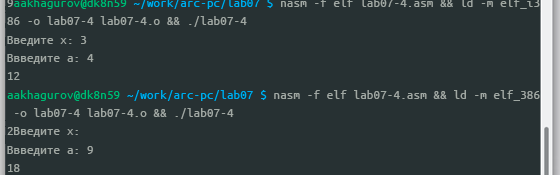 9aakhagurov@dk8n59 ~/work/arc-pc/lab07 $ nasm -f elf lab07-4.asm && ld -m elf_i3
86 -o lab07-4 lab07-4.o && ./lab07-4
Введите x: 3
Ввведите a: 4
12
aakhagurov@dk8n59 ~/work/arc-pc/lab07 $ nasm -f elf lab07-4.asm && ld -m elf_386
-o lab07-4 lab07-4.o && ./lab07-4
2Введите x:
Ввведите a: 9
18